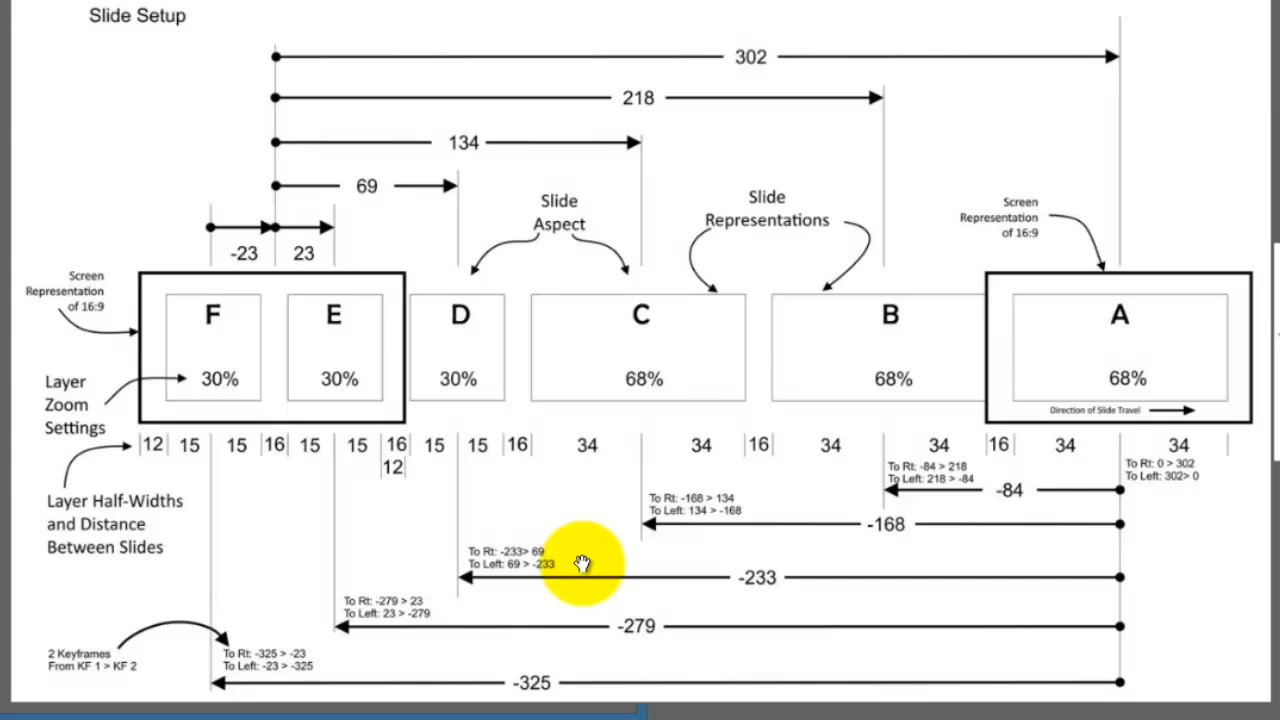 Slide Setup
302
218
134
69
-23
23
Slide
Aspect
Slide
Representations
Screen
Representation
of 16:9
Screen
Representation
of 16:9
F
E
D
C
B
A
30%
30%
30%
68%
68%
68%
Layer
Zoom
Settings
Direction of Slide Travel
12
15
15
16
15
15
16
15
15
16
34
34
16
34
34
16
34
34
12
Layer Half-Widths
and Distance
Between Slides
To Rt: 0 > 302
To Left: 302> 0
To Rt: -84 > 218
To Left: 218 > -84
-84
To Rt: -168 > 134
To Left: 134 > -168
-168
To Rt: -233> 69
To Left: 69 > -233
-233
To Rt: -279 > 23
To Left: 23 > -279
-279
2 Keyframes
From KF 1 > KF 2
To Rt: -325 > -23
To Left: -23 > -325
-325